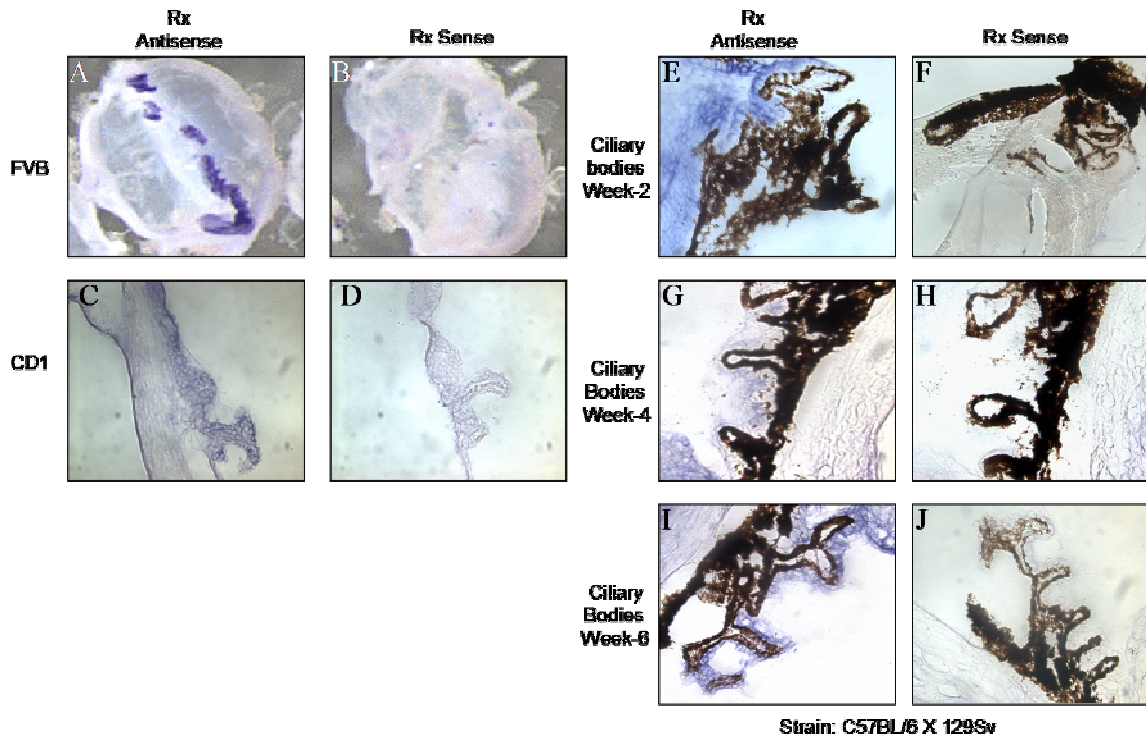 Rx
Antisense
Rx Sense
Rx
Antisense
Rx Sense
FVB
A
B
CD1
C
D
Ciliary
bodies
Week-2
E
F
Ciliary
Bodies
Week-4
G
H
Ciliary
Bodies
Week-6
I
J
Strain: C57BL/6 X 129Sv